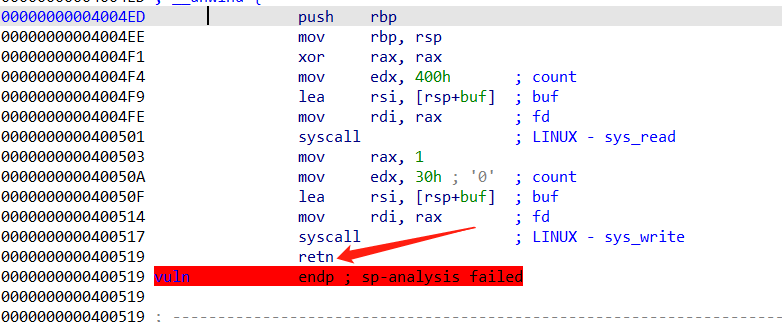 ; __unwind {
00000000004004ED push rbp
00000000004004EE mov rbp, rsp
00000000004004F1 xor rax, rax
00000000004004F4 mov edx, 400h ; count
00000000004004F9 lea rsi, [rsp+buf] ; buf
00000000004004FE mov rdi, rax ; fd
0000000000400501 syscall ; LINUX - sys_read
0000000000400503 mov rax, 1
000000000040050A mov edx, 30h ; '0' ; count
000000000040050F lea rsi, [rsp+buf] ; buf
0000000000400514 mov rdi, rax ; fd
0000000000400517 syscall ; LINUX - sys_write
0000000000400519 retn
0000000000400519 vuln endp ; sp-analysis failed
0000000000400519
0000000000400519 ; ---------------------------------------------------------------------------